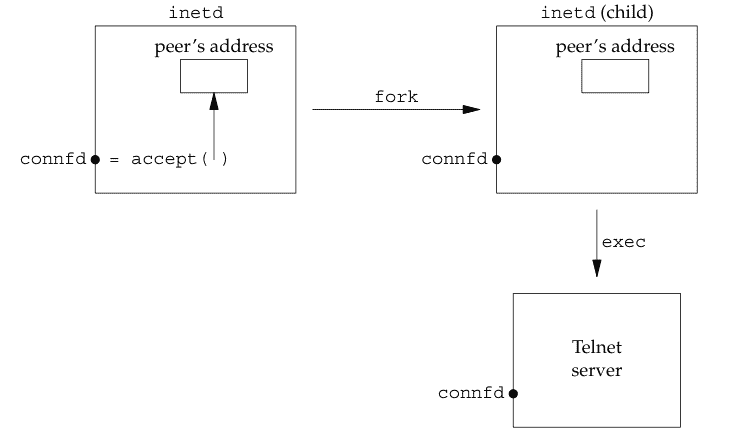 inetd
peer’s address
connfd = accept( )
fork
inetd (child)
peer’s address
connfd
exec
Telnet
server
connfd